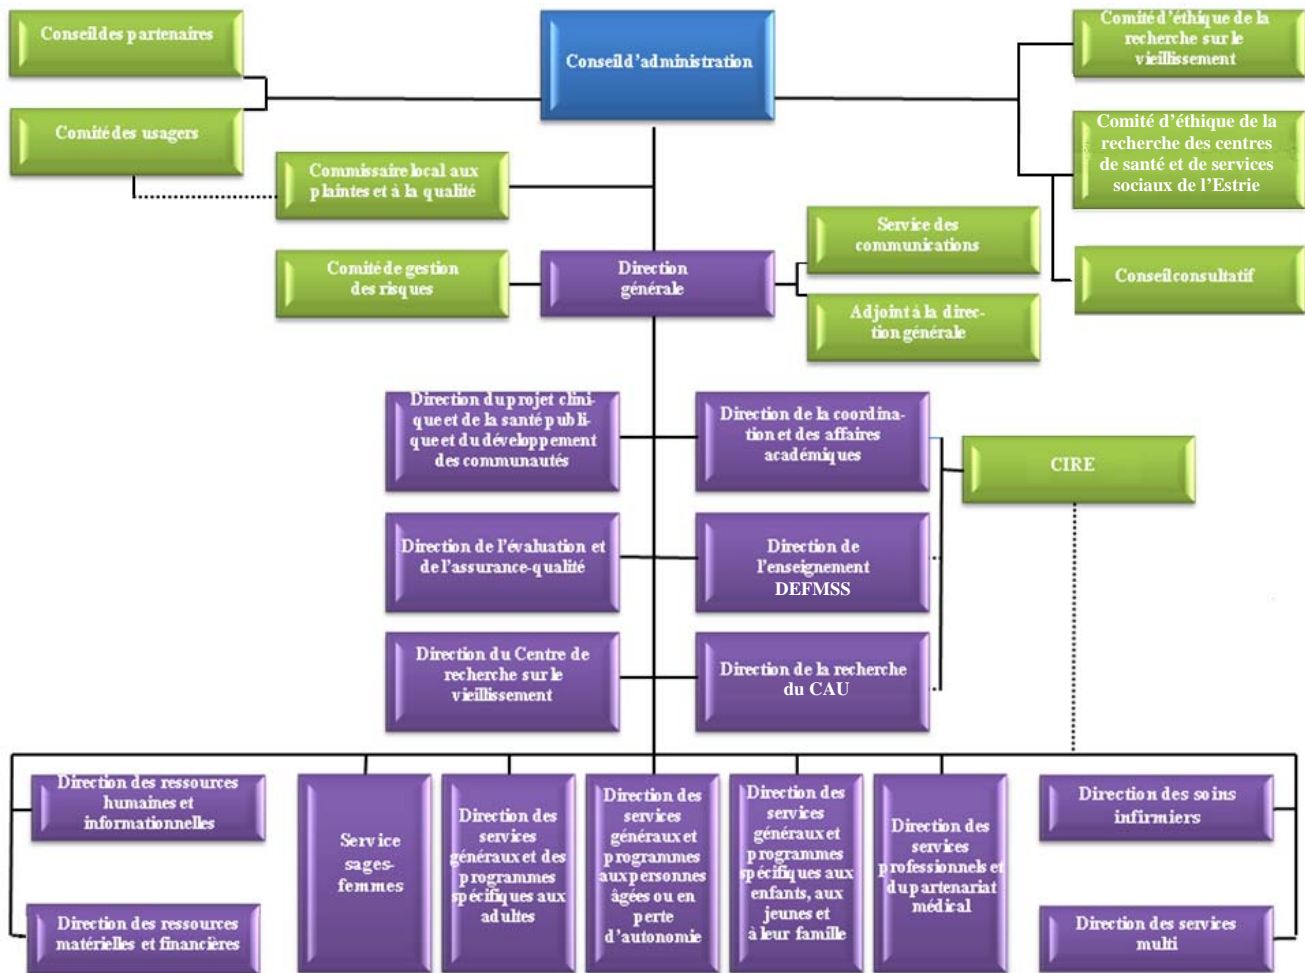 Conseil des partenaires
Conseil d'administration
Comité d'éthique de la
recherche sur le
vieillissement
Comité des usagers
Comité d'éthique de la
recherche des centres
de santé et de services
sociaux de l'Estrie
Commissaire local aux
plaintes et à la qualité
Service des
communications
Comité de gestion
des risques
Direction
générale
Conseil consultatif
Adjoint à la direc-
tion générale
Direction du projet clini-
que et de la santé publi-
que et du développement
des communautés
Direction de la coordina-
tion et des affaires
académiques
CIRE
Direction de l'évaluation et
de l'assurance-qualité
Direction de
l'enseignement
DEFMSS
Direction du Centre de
recherche sur le
vieillissement
Direction de la recherche
du CAU
Direction des ressources
humaines et
informationnelles
Direction des ressources
matérielles et financières
Service
sages-
femmes
Direction des
services
généraux et des
programmes
spécifiques aux
adultes
Direction des
services
généraux et
programmes
aux personnes
âgées ou en
perte
d'autonomie
Direction des
services
généraux et
programmes
spécifiques aux
enfants, aux
jeunes et
à leur famille
Direction des
services
professionnels et
du partenariat
médical
Direction des soins
infirmiers
Direction des services
multi